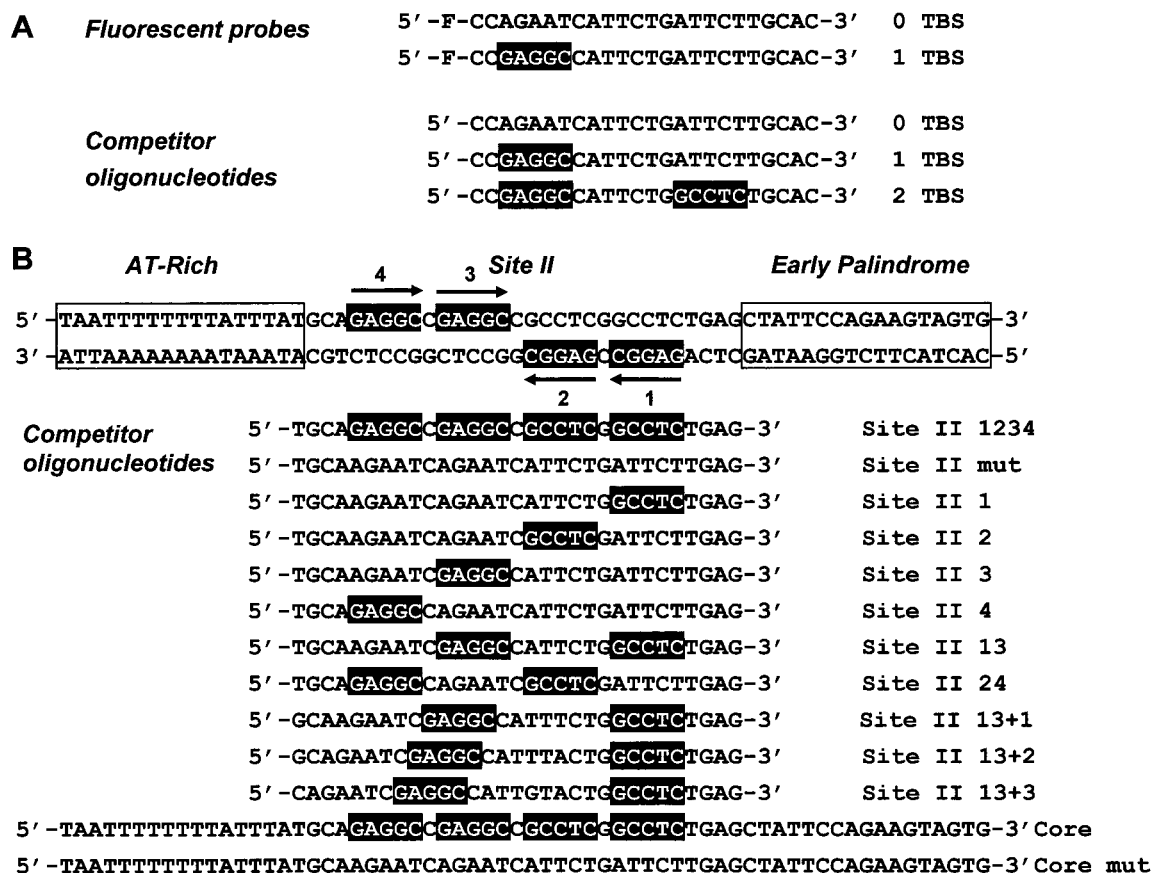 A Fluorescent probes 5′-F-CCAGAATCATTCTGATTCTTGCAC-3′ 0 TBS
5′-F-CCGAGGCCATTCTGATTCTTGCAC-3′ 1 TBS
Competitor oligonucleotides
5′-CCAGAATCATTCTGATTCTTGCAC-3′ 0 TBS
5′-CCGAGGCCATTCTGATTCTTGCAC-3′ 1 TBS
5′-CCGAGGCCATTCTGGCCTCTGCAC-3′ 2 TBS
B AT-Rich Site II Early Palindrome
4 3
5′-TAATTTTTTTTATTTATGCAGAGGCCGAGGCCGCCTCGGCCTCTGAGCTATTCCAGAAGTAGTG-3′
3′-ATTAAAAAAAATAAATACGTCTCCGGCTCCGGCGGAGCCGGAGACTCGATAAGGTCTTCATCAC-5′
2 1
Competitor oligonucleotides
5′-TGCAGAGGCCGAGGCCGCCTCGGCCTCTGAG-3′ Site II 1234
5′-TGCAAGAATCAGAATCATTCTGATTCTTGAG-3′ Site II mut
5′-TGCAAGAATCAGAATCATTCTGGCCTCTGAG-3′ Site II 1
5′-TGCAAGAATCAGAATCGCCTCGATTCTTGAG-3′ Site II 2
5′-TGCAAGAATCGAGGCCATTCTGATTCTTGAG-3′ Site II 3
5′-TGCAGAGGCCAGAATCATTCTGATTCTTGAG-3′ Site II 4
5′-TGCAAGAATCGAGGCCATTCTGGCCTCTGAG-3′ Site II 13
5′-TGCAGAGGCCAGAATCGCCTCGATTCTTGAG-3′ Site II 24
5′-GCAAGAATCGAGGCCATTTCTGGCCTCTGAG-3′ Site II 13+1
5′-GCAGAATCGAGGCCATTTACTGGCCTCTGAG-3′ Site II 13+2
5′-CAGAATCGAGGCCATTGTACTGGCCTCTGAG-3′ Site II 13+3
5′-TAATTTTTTTTATTTATGCAGAGGCCGAGGCCGCCTCGGCCTCTGAGCTATTCCAGAAGTAGTG-3′Core
5′-TAATTTTTTTTATTTATGCAAGAATCAGAATCATTCTGATTCTTGAGCTATTCCAGAAGTAGTG-3′Core mut